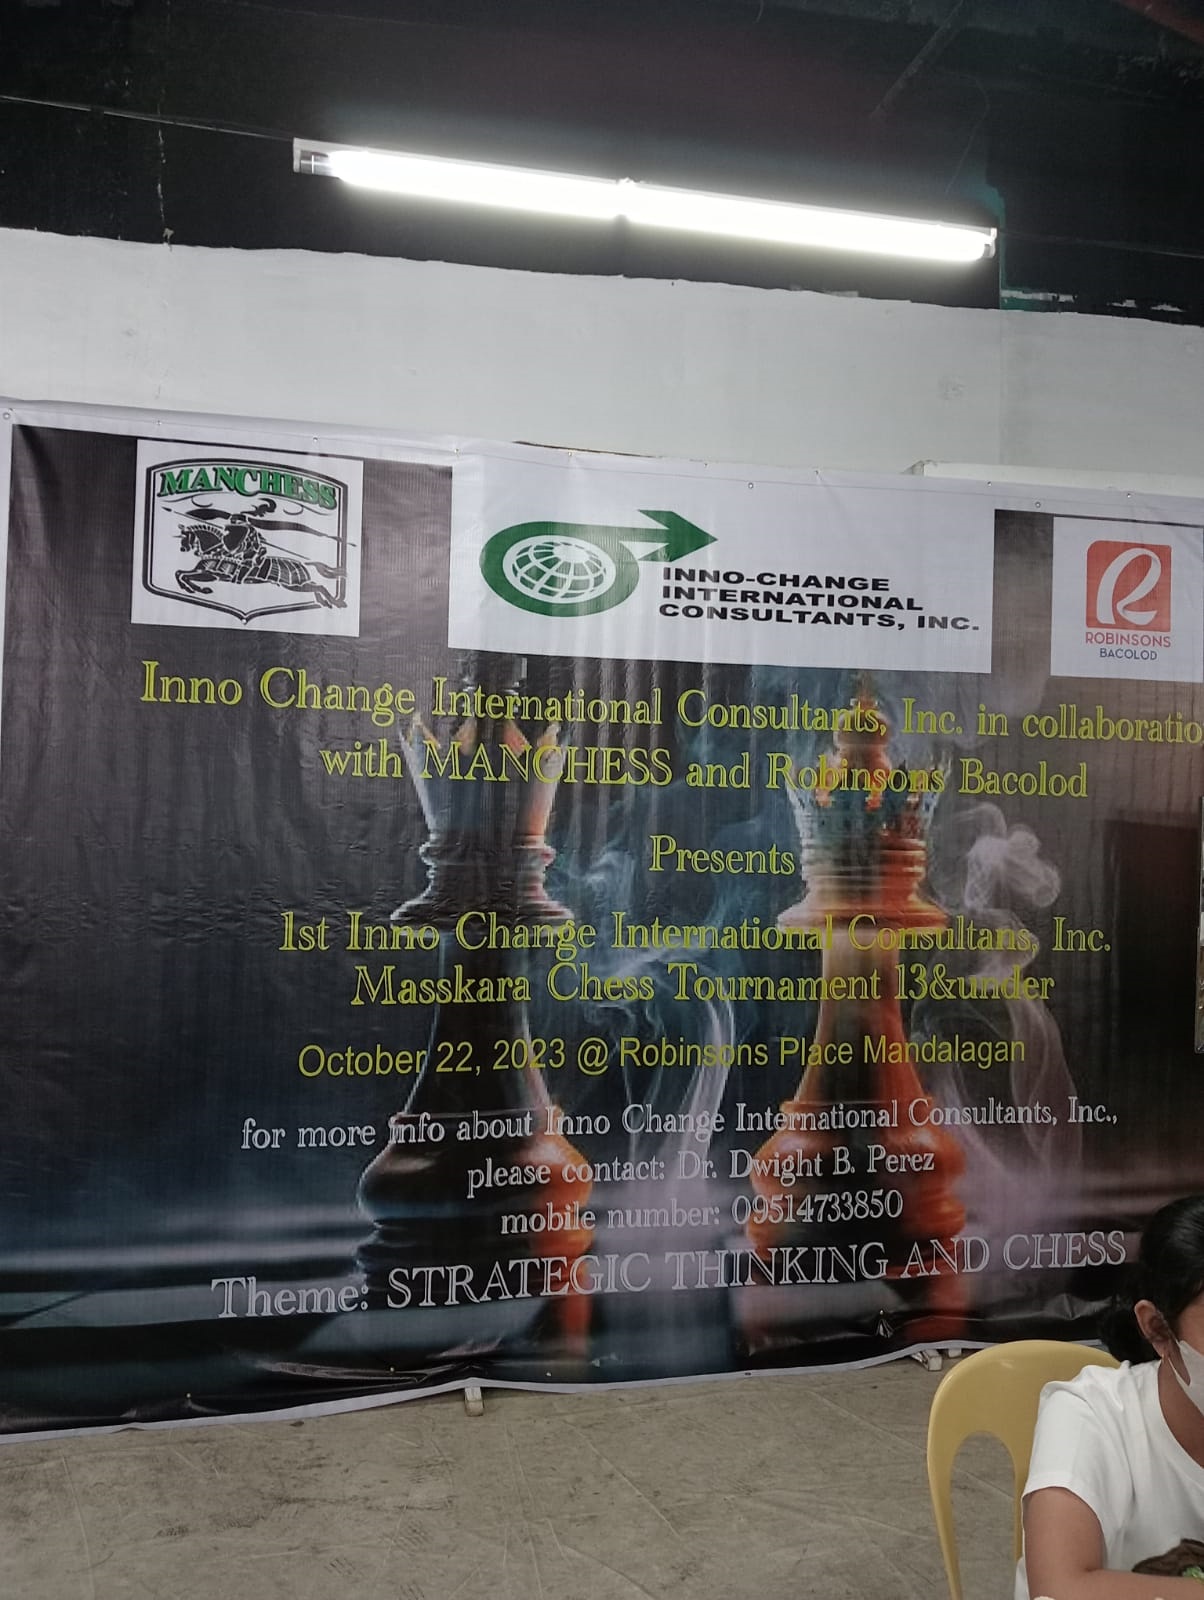 MANCHESS
INNO-CHANGE
INTERNATIONAL
CONSULTANTS, INC.
R
ROBINSONS
BACOLOD
Inno Change International Consultants, Inc. in collaboratio
with MANCHESS and Robinsons Bacolod
Presents
1st Inno Change International Consultans, Inc.
Masskara Chess Tournament 13&under
October 22, 2023 @ Robinsons Place Mandalagan
for more info about Inno Change International Consultants, Inc.,
please contact: Dr. Dwight B. Perez
mobile number: 09514733850
Theme: STRATEGIC THINKING AND CHESS